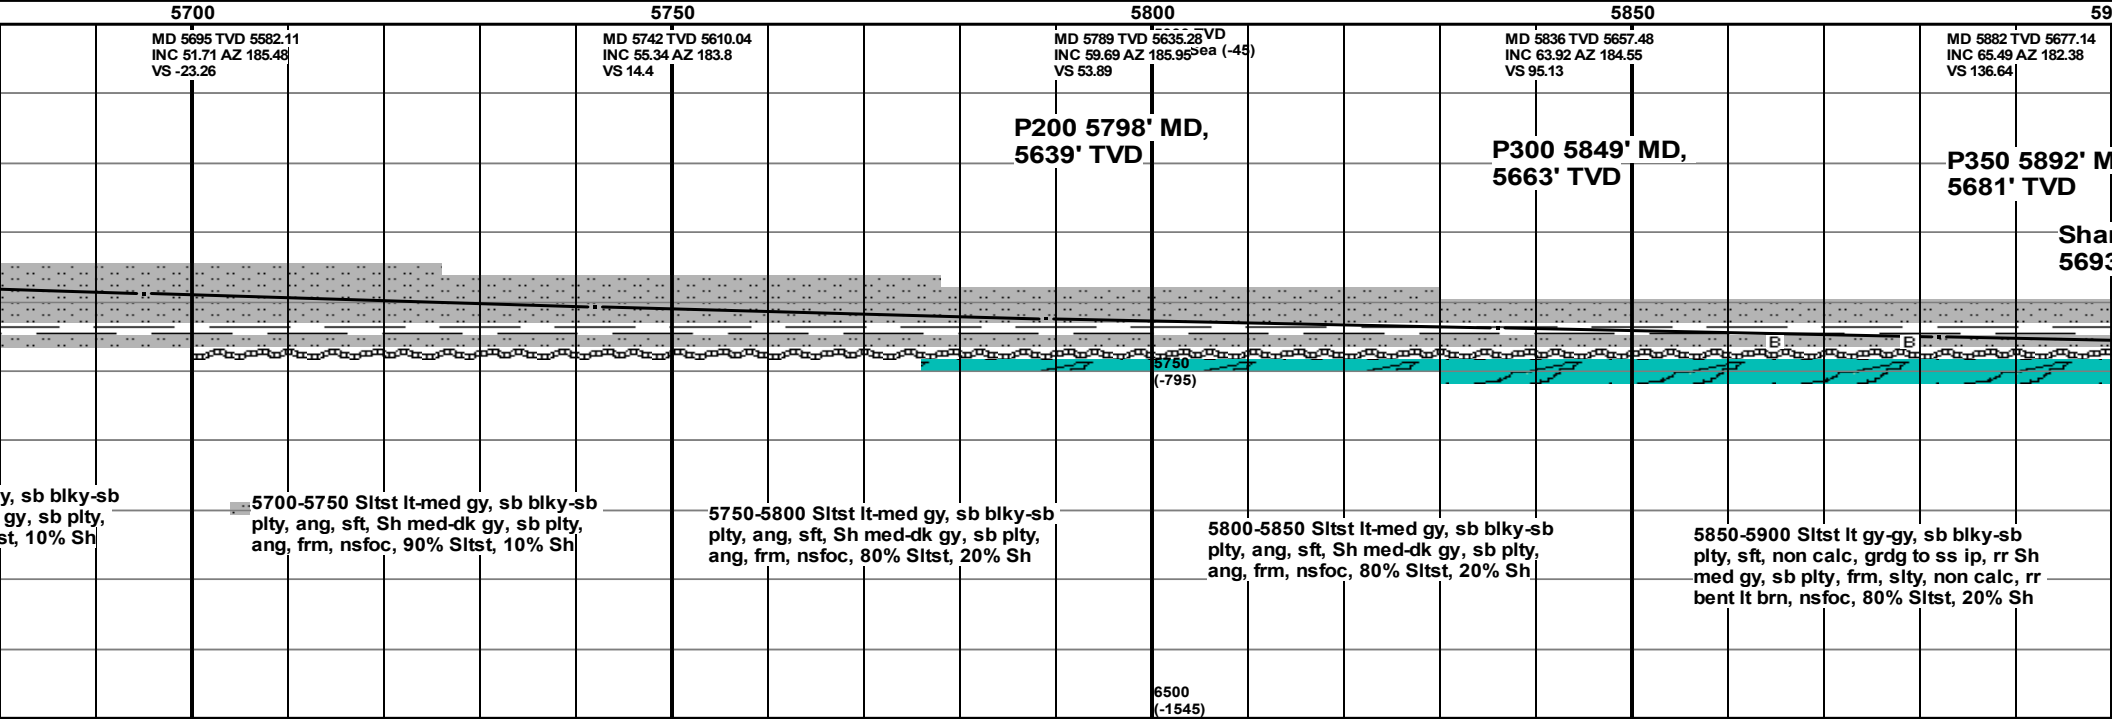 5700
5750
5800
5850
59
MD 5695 TVD 5582.11
INC 51.71 AZ 185.48
VS -23.26
MD 5742 TVD 5610.04
INC 55.34 AZ 183.8
VS 14.4
MD 5789 TVD 5635.28
INC 59.69 AZ 185.95
VS 53.89
TVD
Sea (-45)
MD 5836 TVD 5657.48
INC 63.92 AZ 184.55
VS 95.13
MD 5882 TVD 5677.14
INC 65.49 AZ 182.38
VS 136.64
P200 5798' MD,
5639' TVD
P300 5849' MD,
5663' TVD
P350 5892' M
5681' TVD
Shar
5693
B
B
5750
(-795)
y, sb blky-sb
gy, sb plty,
st, 10% Sh
5700-5750 Sltst lt-med gy, sb blky-sb
plty, ang, sft, Sh med-dk gy, sb plty,
ang, frm, nsfoc, 90% Sltst, 10% Sh
5750-5800 Sltst lt-med gy, sb blky-sb
plty, ang, sft, Sh med-dk gy, sb plty,
ang, frm, nsfoc, 80% Sltst, 20% Sh
5800-5850 Sltst lt-med gy, sb blky-sb
plty, ang, sft, Sh med-dk gy, sb plty,
ang, frm, nsfoc, 80% Sltst, 20% Sh
5850-5900 Sltst lt gy-gy, sb blky-sb
plty, sft, non calc, grdg to ss ip, rr Sh
med gy, sb plty, frm, slty, non calc, rr
bent lt brn, nsfoc, 80% Sltst, 20% Sh
6500
(-1545)